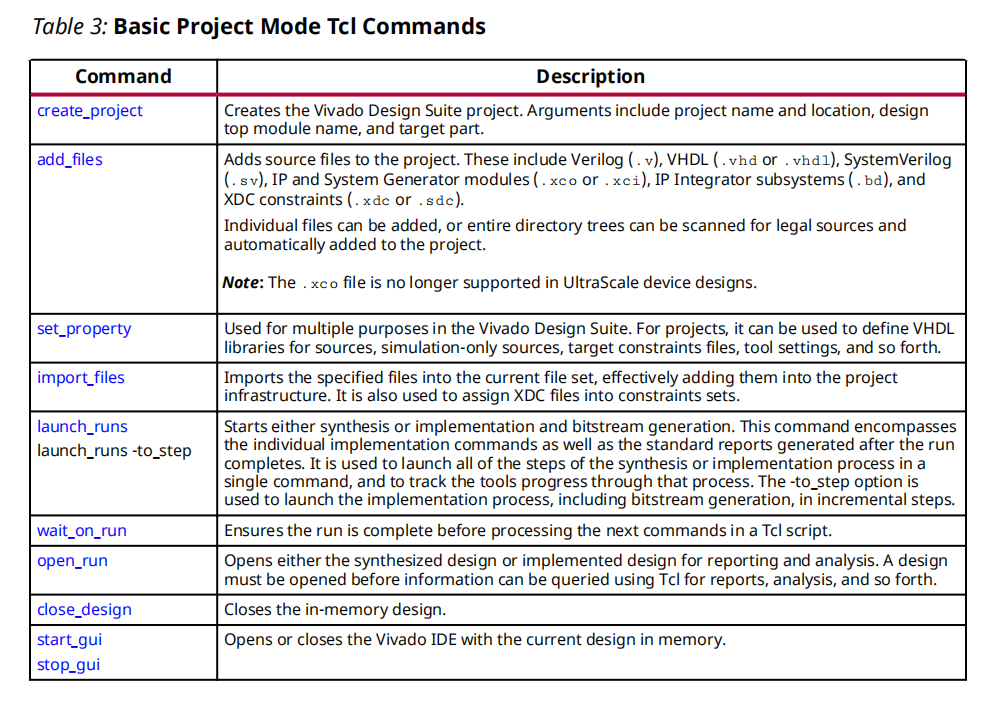 Table 3: Basic Project Mode Tcl Commands
Command
Description
create_project
Creates the Vivado Design Suite project. Arguments include project name and location, design
top module name, and target part.
add_files
Adds source files to the project. These include Verilog (.v), VHDL (.vhd or .vhdl), SystemVerilog
(.sv), IP and System Generator modules (.xco or .xci), IP Integrator subsystems (.bd), and
XDC constraints (.xdc or .sdc).
Individual files can be added, or entire directory trees can be scanned for legal sources and
automatically added to the project.
Note: The .xco file is no longer supported in UltraScale device designs.
set_property
Used for multiple purposes in the Vivado Design Suite. For projects, it can be used to define VHDL
libraries for sources, simulation-only sources, target constraints files, tool settings, and so forth.
import_files
Imports the specified files into the current file set, effectively adding them into the project
infrastructure. It is also used to assign XDC files into constraints sets.
launch_runs
launch_runs -to_step
Starts either synthesis or implementation and bitstream generation. This command encompasses
the individual implementation commands as well as the standard reports generated after the run
completes. It is used to launch all of the steps of the synthesis or implementation process in a
single command, and to track the tools progress through that process. The -to_step option is
used to launch the implementation process, including bitstream generation, in incremental steps.
wait_on_run
Ensures the run is complete before processing the next commands in a Tcl script.
open_run
Opens either the synthesized design or implemented design for reporting and analysis. A design
must be opened before information can be queried using Tcl for reports, analysis, and so forth.
close_design
Closes the in-memory design.
start_gui
stop_gui
Opens or closes the Vivado IDE with the current design in memory.